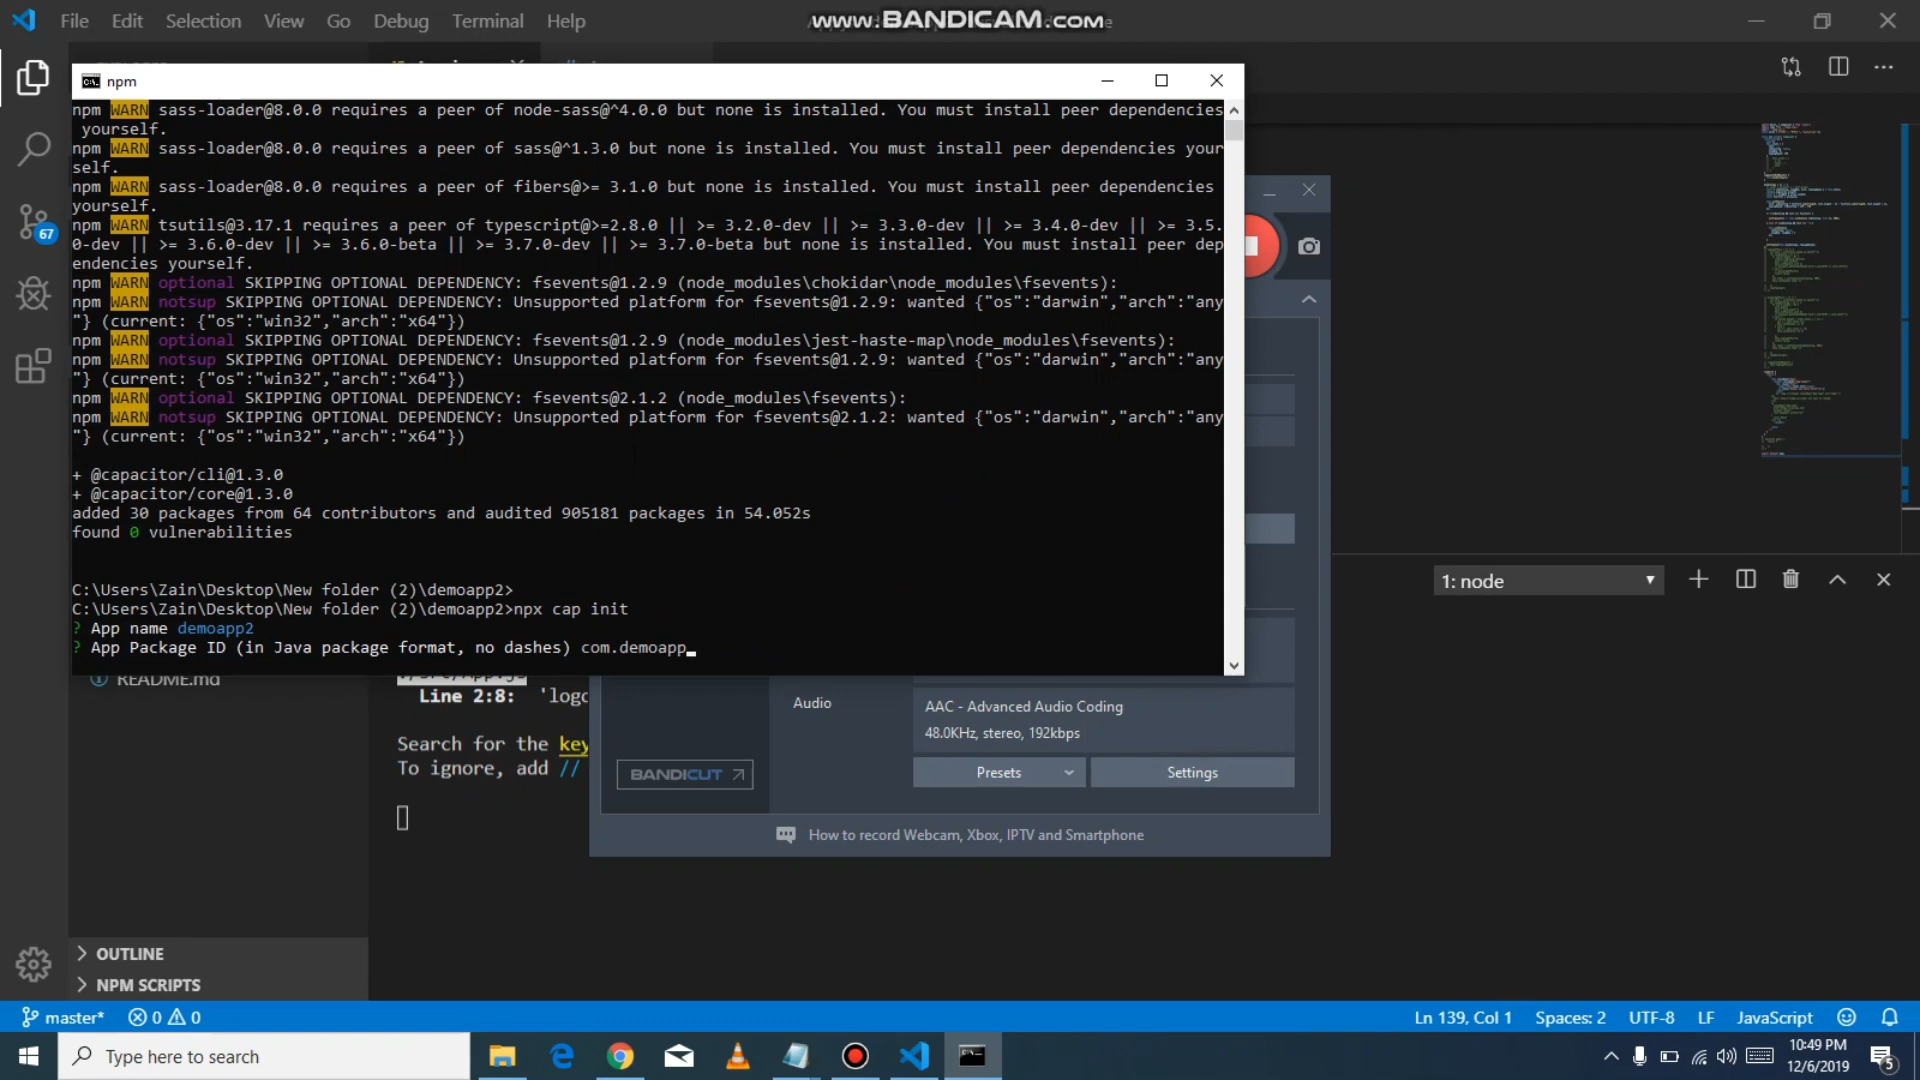 File Edit Selection View Go Debug Terminal Help
www.BANDICAM.com
npm
npm WARN sass-loader@8.0.0 requires a peer of node-sass@^4.0.0 but none is installed. You must install peer dependencies
yourself.
npm WARN sass-loader@8.0.0 requires a peer of sass@^1.3.0 but none is installed. You must install peer dependencies your
self.
npm WARN sass-loader@8.0.0 requires a peer of fibers@>= 3.1.0 but none is installed. You must install peer dependencies
yourself.
npm WARN tsutils@3.17.1 requires a peer of typescript@>=2.8.0 || >= 3.2.0-dev || >= 3.3.0-dev || >= 3.4.0-dev || >= 3.5.
0-dev || >= 3.6.0-dev || >= 3.6.0-beta || >= 3.7.0-dev || >= 3.7.0-beta but none is installed. You must install peer dep
endencies yourself.
npm WARN optional SKIPPING OPTIONAL DEPENDENCY: fsevents@1.2.9 (node_modules\chokidar\node_modules\fsevents):
npm WARN notsup SKIPPING OPTIONAL DEPENDENCY: Unsupported platform for fsevents@1.2.9: wanted {"os":"darwin","arch":"any
"} (current: {"os":"win32","arch":"x64"})
npm WARN optional SKIPPING OPTIONAL DEPENDENCY: fsevents@1.2.9 (node_modules\jest-haste-map\node_modules\fsevents):
npm WARN notsup SKIPPING OPTIONAL DEPENDENCY: Unsupported platform for fsevents@1.2.9: wanted {"os":"darwin","arch":"any
"} (current: {"os":"win32","arch":"x64"})
npm WARN optional SKIPPING OPTIONAL DEPENDENCY: fsevents@2.1.2 (node_modules\fsevents):
npm WARN notsup SKIPPING OPTIONAL DEPENDENCY: Unsupported platform for fsevents@2.1.2: wanted {"os":"darwin","arch":"any
"} (current: {"os":"win32","arch":"x64"})
+ @capacitor/cli@1.3.0
+ @capacitor/core@1.3.0
added 30 packages from 64 contributors and audited 905181 packages in 54.052s
found 0 vulnerabilities
C:\Users\Zain\Desktop\New folder (2)\demoapp2>
C:\Users\Zain\Desktop\New folder (2)\demoapp2>npx cap init
? App name demoapp2
? App Package ID (in Java package format, no dashes) com.demoapp_
67
1: node
README.md
Line 2:8: 'logo
Search for the key
To ignore, add //
Audio
AAC - Advanced Audio Coding
48.0KHz, stereo, 192kbps
Presets
Settings
BANDICUT
How to record Webcam, Xbox, IPTV and Smartphone
OUTLINE
NPM SCRIPTS
master* 0 0
Ln 139, Col 1 Spaces: 2 UTF-8 LF JavaScript
Type here to search
10:49 PM
12/6/2019
5